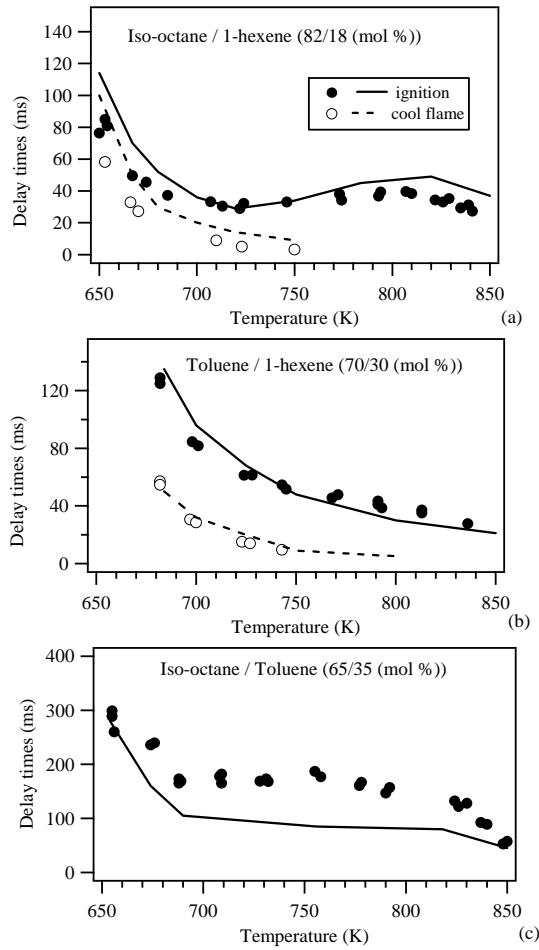 Iso-octane / 1-hexene (82/18 (mol %))
140
120
100
80
60
40
20
0
Delay times (ms)
ignition
cool flame
650
700
750
800
850
Temperature (K)
(a)
Toluene / 1-hexene (70/30 (mol %))
120
80
40
0
Delay times (ms)
650
700
750
800
850
Temperature (K)
(b)
Iso-octane / Toluene (65/35 (mol %))
400
300
200
100
0
Delay times (ms)
650
700
750
800
850
Temperature (K)
(c)